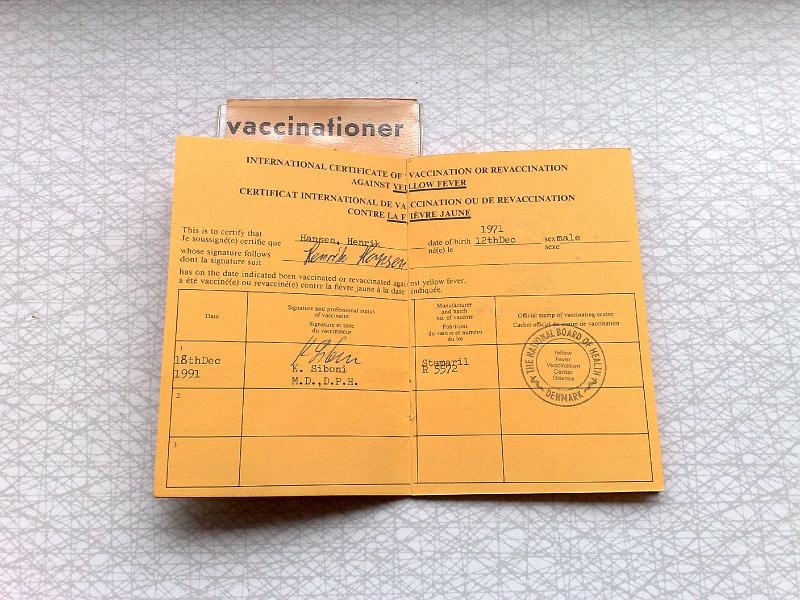 vaccinationer
INTERNATIONAL CERTIFICATE OF VACCINATION OR REVACCINATION
AGAINST YELLOW FEVER
CERTIFICAT INTERNATIONAL DE VACCINATION OU DE REVACCINATION
CONTRE LA FIÈVRE JAUNE
This is to certify that
Je soussigné(e) certifie que
Hansen, Henrik
whose signature follows
dont la signature suit
1971
date of birth 12thDec
né(e) le
sex male
sexe
has on the date indicated been vaccinated or revaccinated against yellow fever.
a été vacciné(e) ou revacciné(e) contre la fièvre jaune à la date indiquée.
Date
Signature and professional status
of vaccinator
Signature et titre
du vaccinateur
Manufacturer
and batch
no. of vaccine
Fabricant
du vaccin et numéro
du lot
Official stamp of vaccinating centre
Cachet officiel du centre de vaccination
1
18thDec
1991
K. Siboni
M.D.,D.P.H.
Stamaril
R 5572
THE NATIONAL BOARD OF HEALTH
Yellow
Fever
Vaccination
Center
Odense
DENMARK
2
3